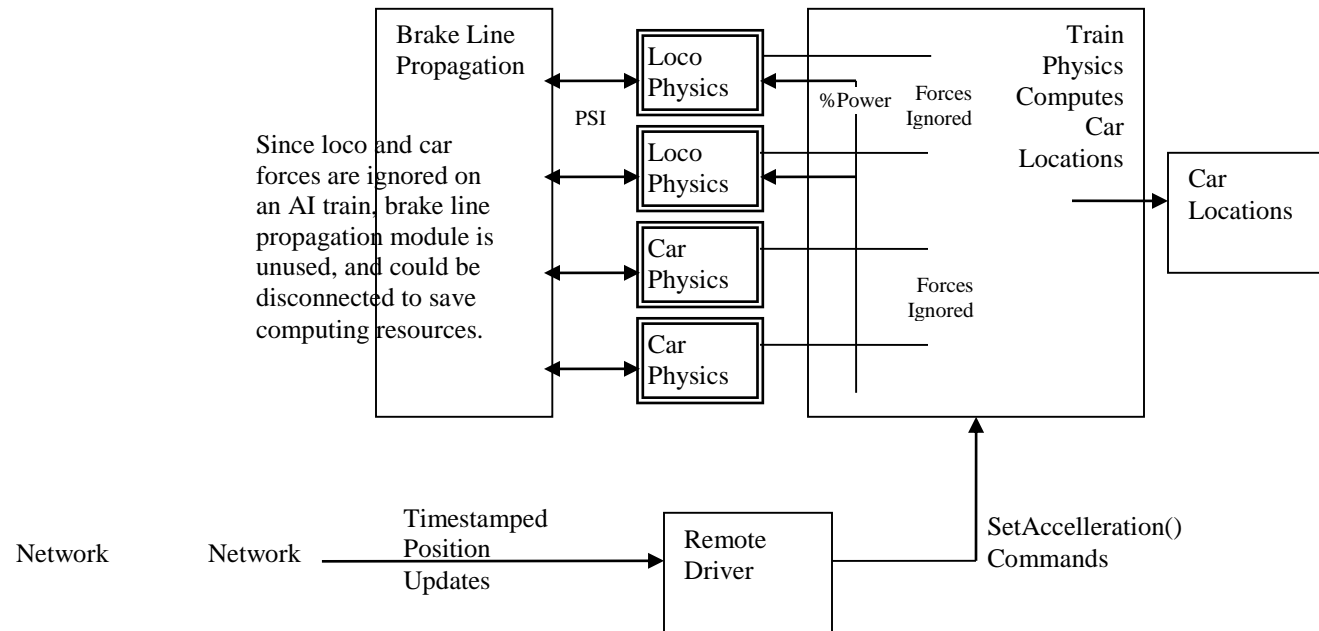 Brake Line
Propagation
Since loco and car
forces are ignored on
an AI train, brake line
propagation module is
unused, and could be
disconnected to save
computing resources.
PSI
Loco
Physics
Loco
Physics
Car
Physics
Car
Physics
%Power
Forces
Ignored
Forces
Ignored
Train
Physics
Computes
Car
Locations
Car
Locations
Network
Network
Timestamped
Position
Updates
Remote
Driver
SetAccelleration()
Commands